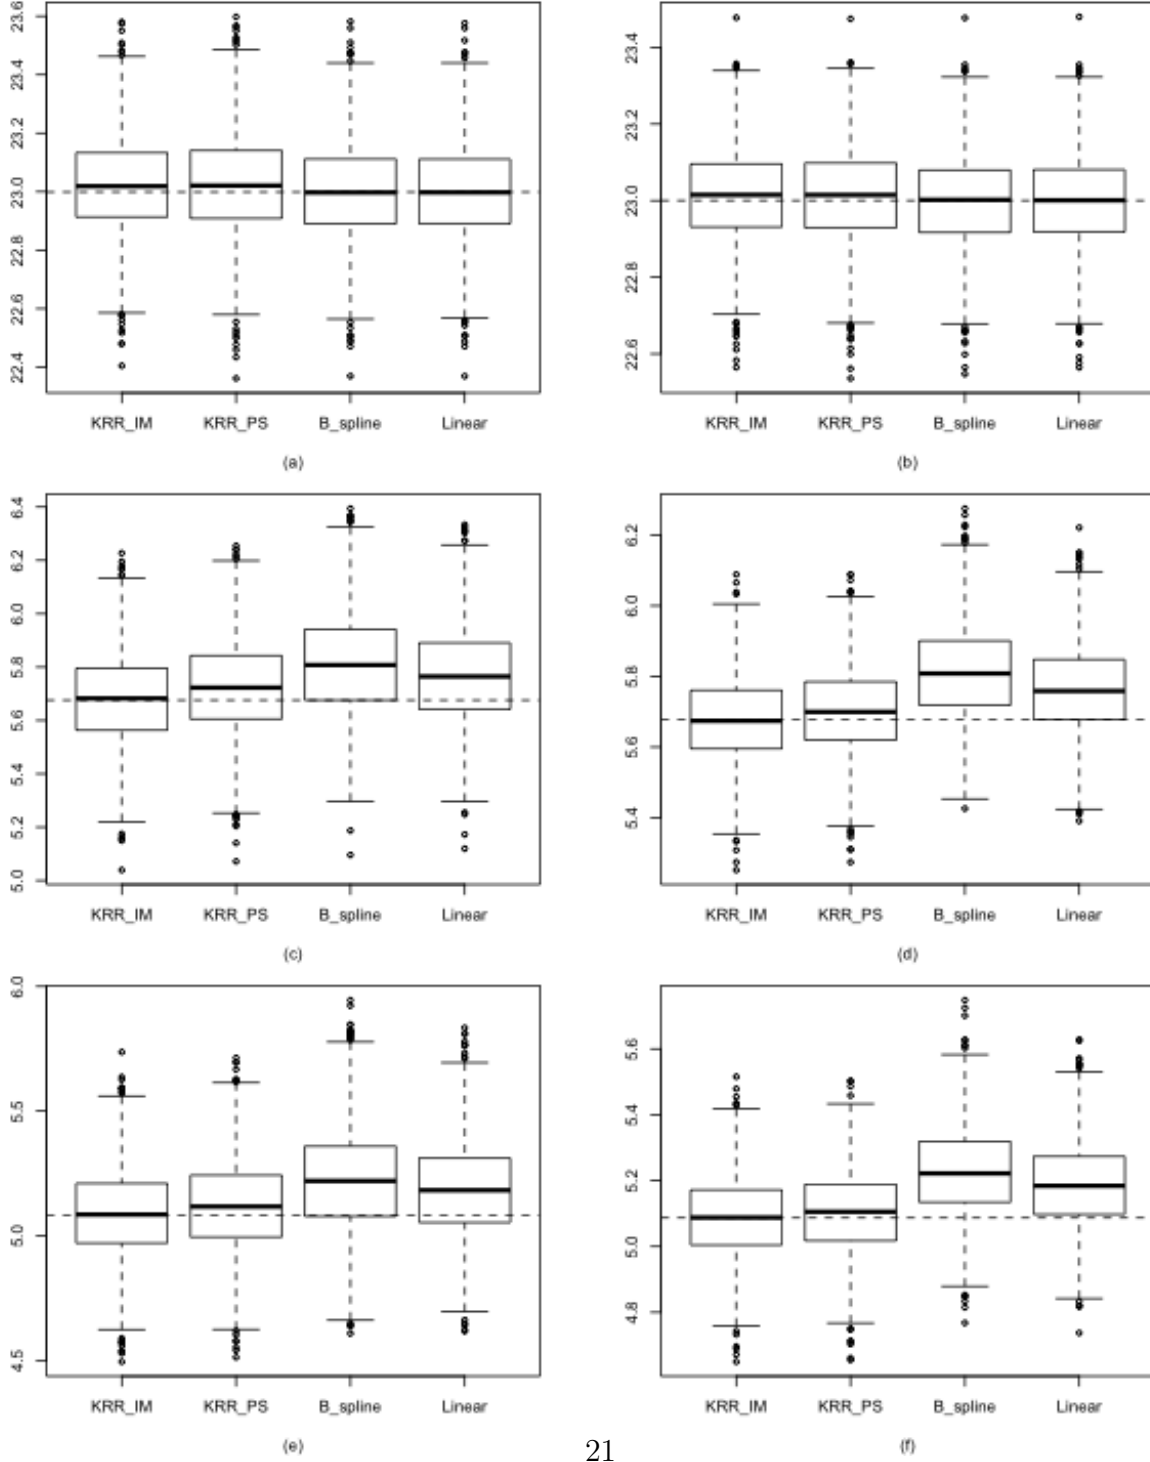 23.6
23.4
23.2
23.0
22.8
22.6
22.4
KRR_IM KRR_PS B_spline Linear
(a)
23.4
23.2
23.0
22.8
22.6
KRR_IM KRR_PS B_spline Linear
(b)
6.4
6.2
6.0
5.8
5.6
5.4
5.2
5.0
KRR_IM KRR_PS B_spline Linear
(c)
6.2
6.0
5.8
5.6
5.4
KRR_IM KRR_PS B_spline Linear
(d)
6.0
5.5
5.0
4.5
KRR_IM KRR_PS B_spline Linear
(e)
5.6
5.4
5.2
5.0
4.8
KRR_IM KRR_PS B_spline Linear
(f)
21